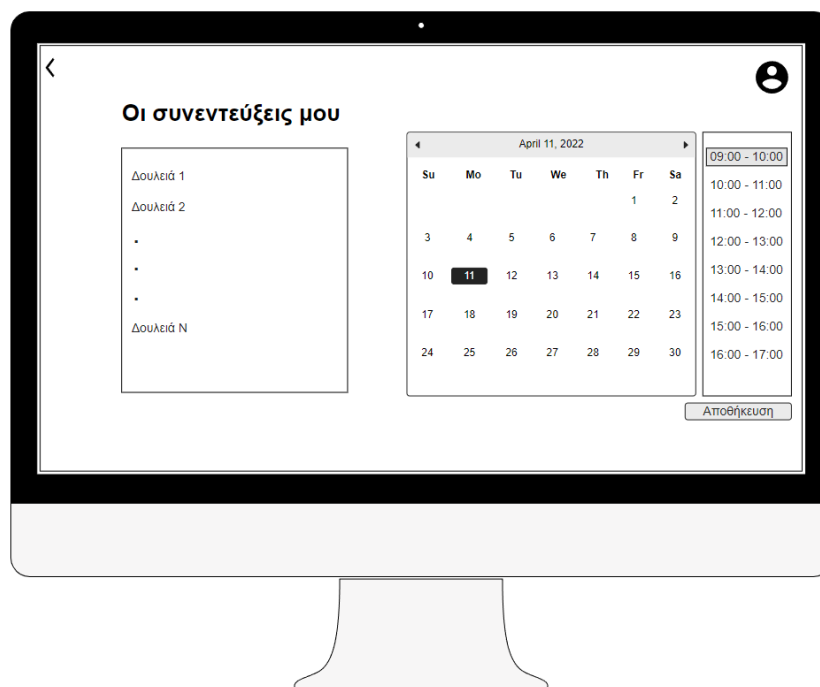 Οι συνεντεύξεις μου
Δουλειά 1
Δουλειά 2
.
.
.
Δουλειά Ν
April 11, 2022
Su Mo Tu We Th Fr Sa
1 2
3 4 5 6 7 8 9
10 11 12 13 14 15 16
17 18 19 20 21 22 23
24 25 26 27 28 29 30
09:00 - 10:00
10:00 - 11:00
11:00 - 12:00
12:00 - 13:00
13:00 - 14:00
14:00 - 15:00
15:00 - 16:00
16:00 - 17:00
Αποθήκευση